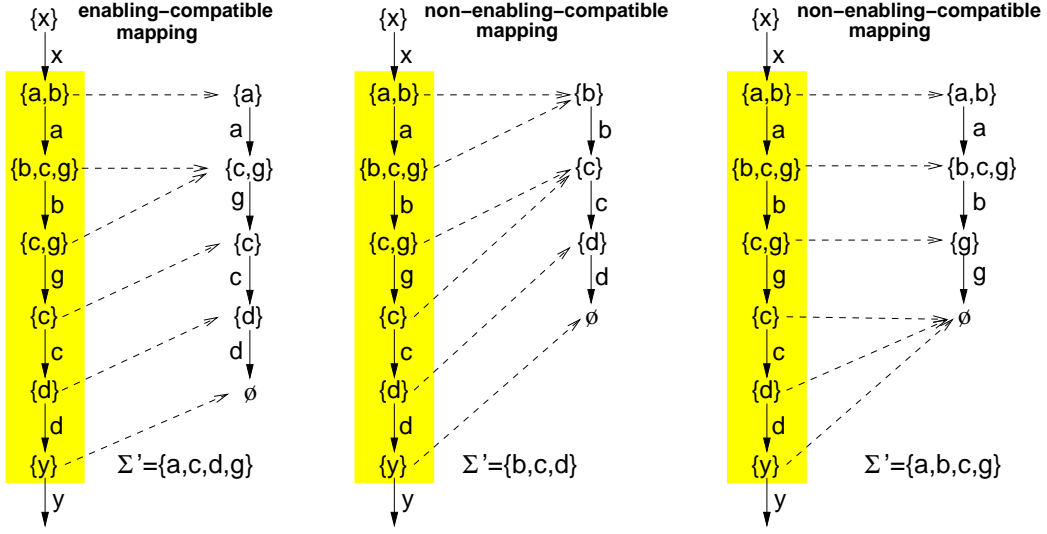 enabling-compatible
mapping
{x}
x
{a,b}
{a}
a
a
{b,c,g}
{c,g}
b
g
{c,g}
{c}
g
c
{c}
{d}
c
d
{d}
ø
d
{y}
Σ'={a,c,d,g}
y
non-enabling-compatible
mapping
{x}
x
{a,b}
{b}
a
b
{b,c,g}
{c}
b
c
{c,g}
{d}
g
d
{c}
ø
c
{d}
d
{y}
Σ'={b,c,d}
y
non-enabling-compatible
mapping
{x}
x
{a,b}
{a,b}
a
a
{b,c,g}
{b,c,g}
b
b
{c,g}
{g}
g
g
{c}
ø
c
{d}
d
{y}
Σ'={a,b,c,g}
y